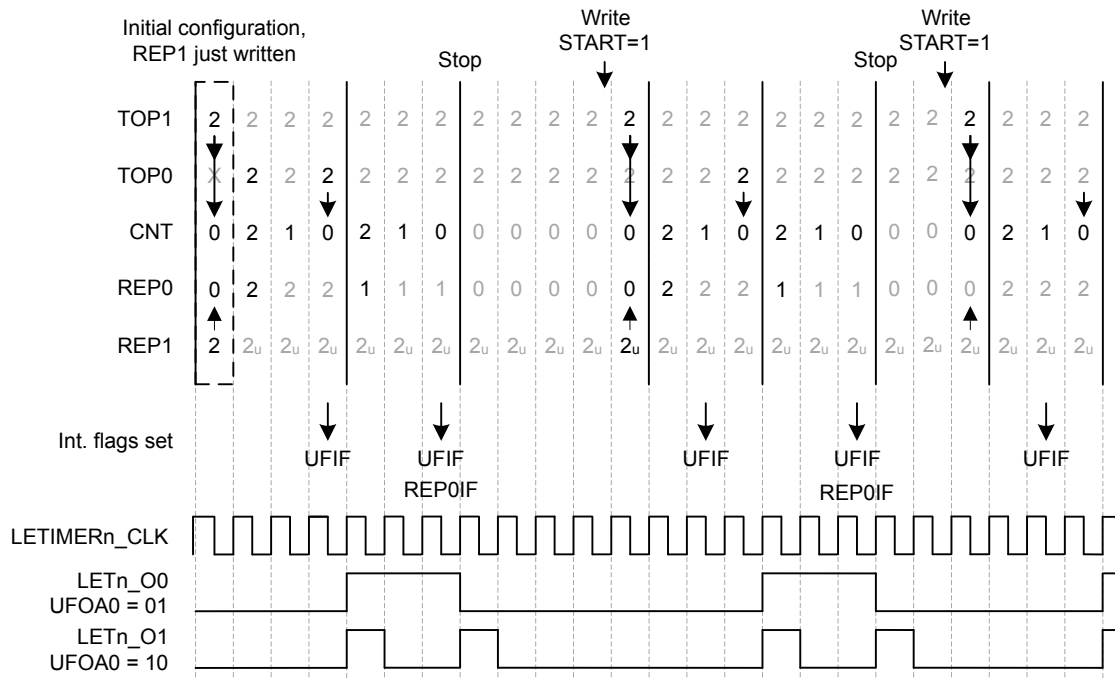 Initial configuration,
REP1 just written
Stop
Write
START=1
Stop
Write
START=1
TOP1 2 2 2 2 2 2 2 2 2 2 2 2 2 2 2 2 2 2 2 2 2 2 2 2
TOP0 X 2 2 2 2 2 2 2 2 2 2 2 2 2 2 2 2 2 2 2 2 2 2 2
CNT 0 2 1 0 2 1 0 0 0 0 0 0 2 1 0 2 1 0 0 0 0 2 1 0
REP0 0 2 2 2 1 1 1 0 0 0 0 0 2 2 2 1 1 1 0 0 0 2 2 2
REP1 2 2u 2u 2u 2u 2u 2u 2u 2u 2u 2u 2u 2u 2u 2u 2u 2u 2u 2u 2u 2u 2u 2u 2u
Int. flags set
UFIF UFIF UFIF UFIF UFIF
REP0IF REP0IF
LETIMERn_CLK
LETn_O0
UFOA0 = 01
LETn_O1
UFOA0 = 10